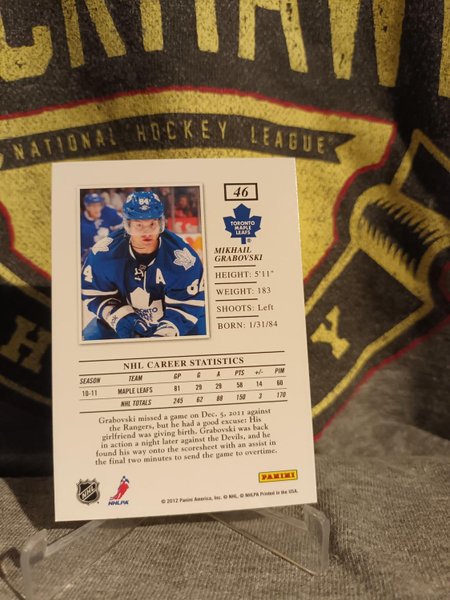 CKHAWK
NATIONAL HOCKEY LEAGUE
46
TORONTO
MAPLE
LEAFS
MIKHAIL
GRABOVSKI
HEIGHT: 5'11"
WEIGHT: 183
SHOOTS: Left
BORN: 1/31/84
84
A
84
NHL CAREER STATISTICS
SEASON TEAM GP G A PTS +/- PIM
10-11 MAPLE LEAFS 81 29 29 58 14 60
NHL TOTALS 245 62 88 150 3 170
Grabovski missed a game on Dec. 5, 2011 against
the Rangers, but he had a good excuse: His
girlfriend was giving birth. Grabovski was back
in action a night later against the Devils, and he
found his way onto the scoresheet with an assist in
the final two minutes to send the game to overtime.
NHL
NHLPA
PANINI
© 2012 Panini America, Inc. © NHL, © NHLPA Printed in the USA.